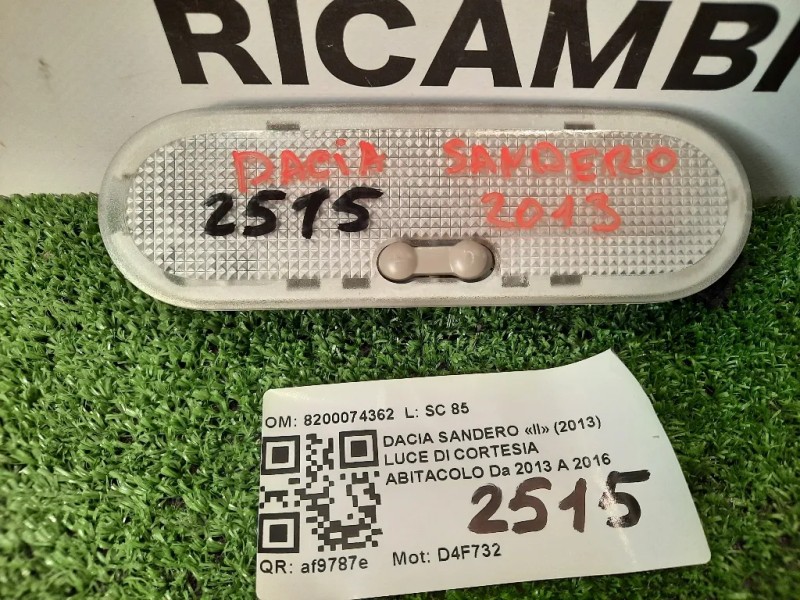 RICAMBI
DACIA SANDERO
2515 2013
OM: 8200074362 L: SC 85
DACIA SANDERO «II» (2013)
LUCE DI CORTESIA
ABITACOLO Da 2013 A 2016
2515
QR: af9787e Mot: D4F732